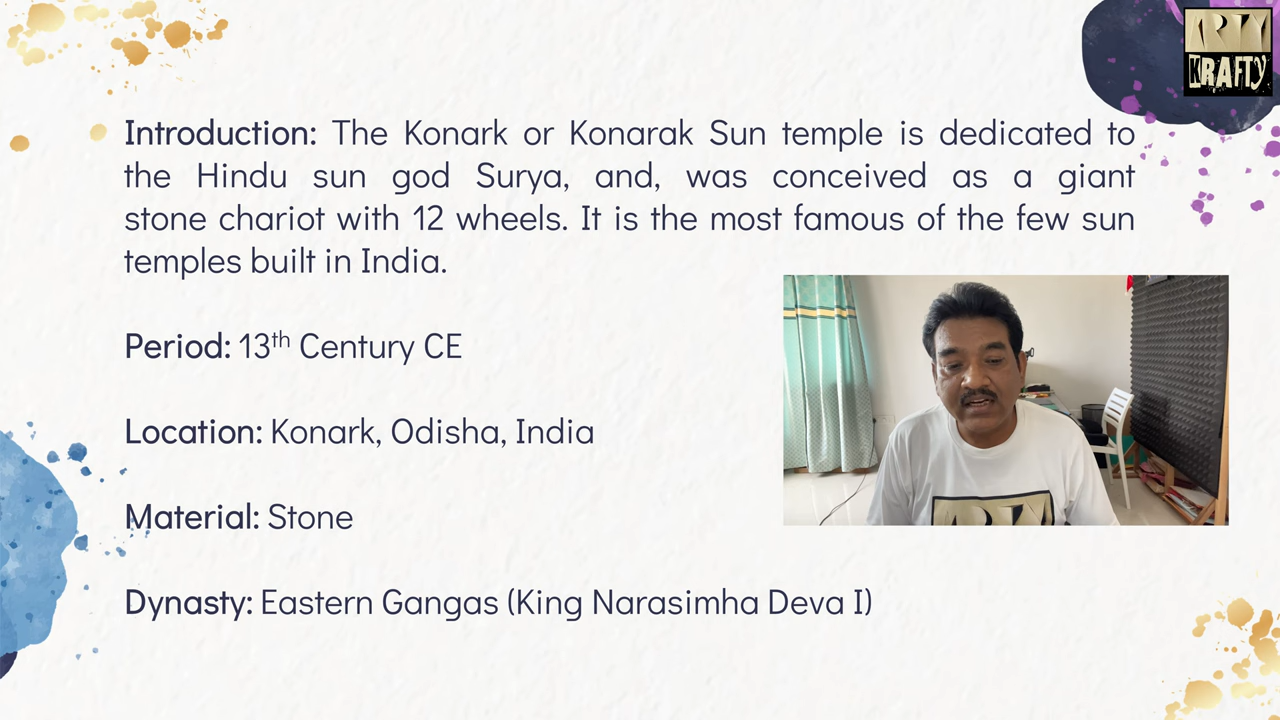 ARTY
KRAFTY
Introduction: The Konark or Konarak Sun temple is dedicated to
the Hindu sun god Surya, and, was conceived as a giant
stone chariot with 12 wheels. It is the most famous of the few sun
temples built in India.
Period: 13th Century CE
Location: Konark, Odisha, India
Material: Stone
Dynasty: Eastern Gangas (King Narasimha Deva I)
ARTY